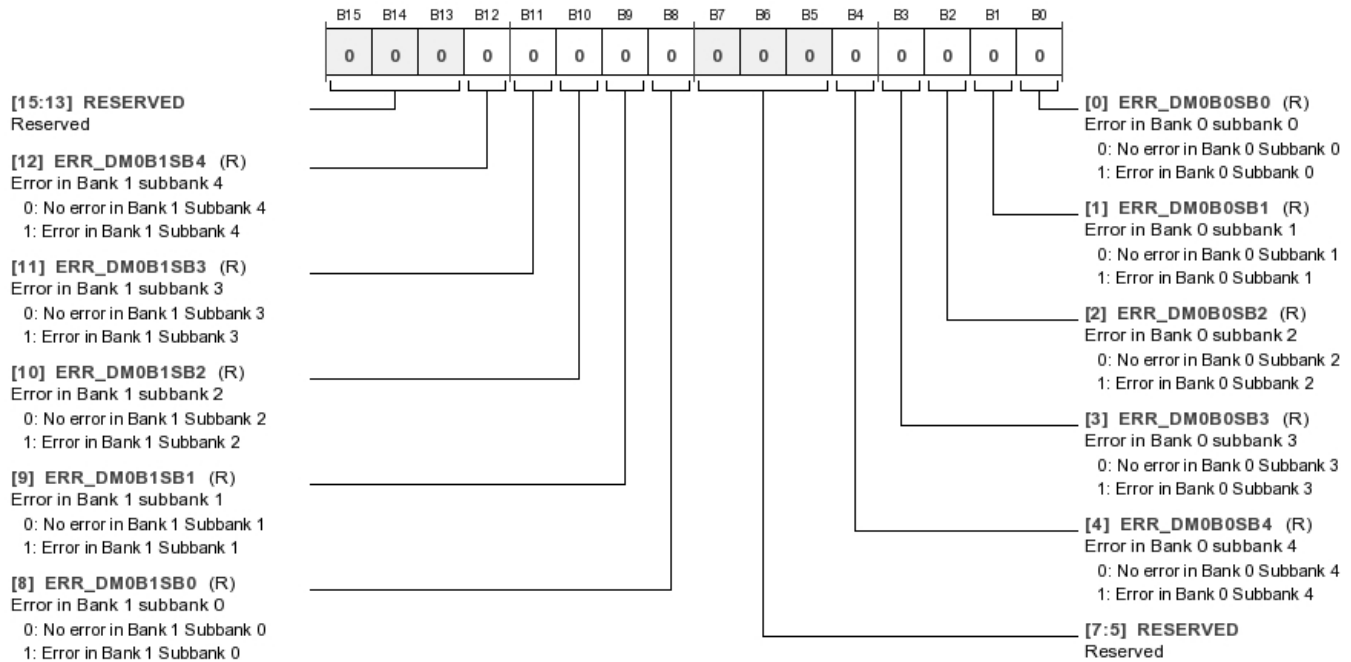 B15 B14 B13 B12 B11 B10 B9 B8 B7 B6 B5 B4 B3 B2 B1 B0
0 0 0 0 0 0 0 0 0 0 0 0 0 0 0 0
[15:13] RESERVED
Reserved
[12] ERR_DM0B1SB4 (R)
Error in Bank 1 subbank 4
0: No error in Bank 1 Subbank 4
1: Error in Bank 1 Subbank 4
[11] ERR_DM0B1SB3 (R)
Error in Bank 1 subbank 3
0: No error in Bank 1 Subbank 3
1: Error in Bank 1 Subbank 3
[10] ERR_DM0B1SB2 (R)
Error in Bank 1 subbank 2
0: No error in Bank 1 Subbank 2
1: Error in Bank 1 Subbank 2
[9] ERR_DM0B1SB1 (R)
Error in Bank 1 subbank 1
0: No error in Bank 1 Subbank 1
1: Error in Bank 1 Subbank 1
[8] ERR_DM0B1SB0 (R)
Error in Bank 1 subbank 0
0: No error in Bank 1 Subbank 0
1: Error in Bank 1 Subbank 0
[0] ERR_DM0B0SB0 (R)
Error in Bank 0 subbank 0
0: No error in Bank 0 Subbank 0
1: Error in Bank 0 Subbank 0
[1] ERR_DM0B0SB1 (R)
Error in Bank 0 subbank 1
0: No error in Bank 0 Subbank 1
1: Error in Bank 0 Subbank 1
[2] ERR_DM0B0SB2 (R)
Error in Bank 0 subbank 2
0: No error in Bank 0 Subbank 2
1: Error in Bank 0 Subbank 2
[3] ERR_DM0B0SB3 (R)
Error in Bank 0 subbank 3
0: No error in Bank 0 Subbank 3
1: Error in Bank 0 Subbank 3
[4] ERR_DM0B0SB4 (R)
Error in Bank 0 subbank 4
0: No error in Bank 0 Subbank 4
1: Error in Bank 0 Subbank 4
[7:5] RESERVED
Reserved